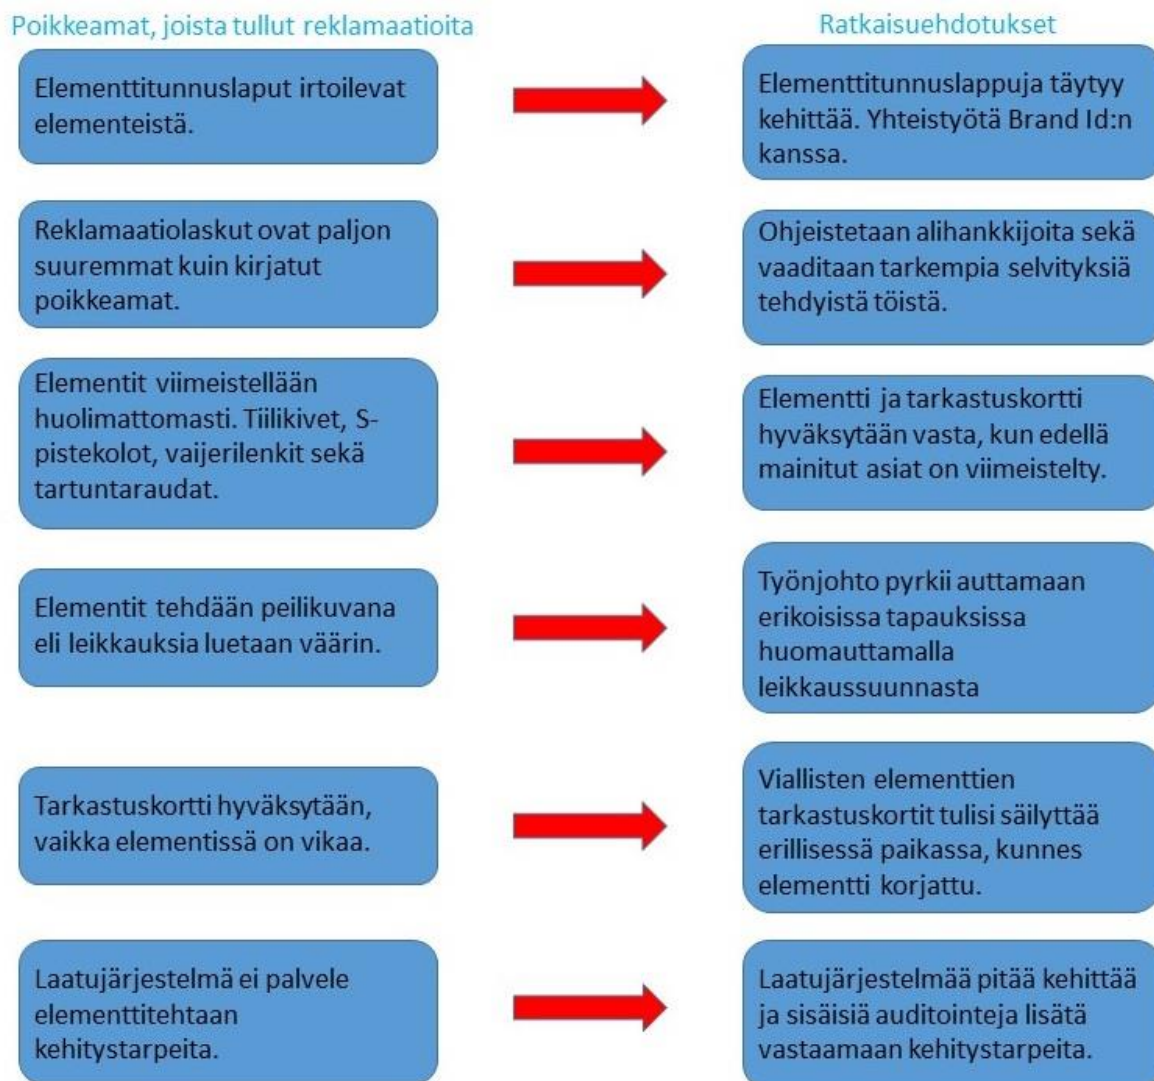 Poikkeamat, joista tullut reklamaatioita
Ratkaisuehdotukset
Elementtitunnuslaput irtoilevat
elementeistä.
Elementtitunnuslappuja täytyy
kehittää. Yhteistyötä Brand Id:n
kanssa.
Reklamaatiolaskut ovat paljon
suuremmat kuin kirjatut
poikkeamat.
Ohjeistetaan alihankkijoita sekä
vaaditaan tarkempia selvityksiä
tehdyistä töistä.
Elementit viimeistellään
huolimattomasti. Tiilikivet, S-
pistekolot, vaijerilenkit sekä
tartuntaraudat.
Elementti ja tarkastuskortti
hyväksytään vasta, kun edellä
mainitut asiat on viimeistelty.
Elementit tehdään peilikuvana
eli leikkauksia luetaan väärin.
Työnjohto pyrkii auttamaan
erikoisissa tapauksissa
huomauttamalla
leikkaussuunnasta
Tarkastuskortti hyväksytään,
vaikka elementissä on vikaa.
Viallisten elementtien
tarkastuskortit tulisi säilyttää
erillisessä paikassa, kunnes
elementti korjattu.
Laatujärjestelmä ei palvele
elementtitehtaan
kehitystarpeita.
Laatujärjestelmää pitää kehittää
ja sisäisiä auditointeja lisätä
vastaamaan kehitystarpeita.